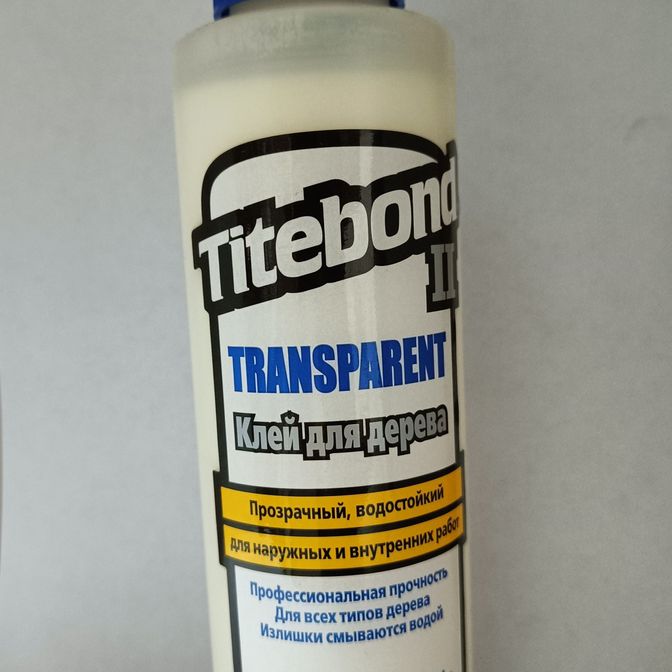 Titebond
II
TRANSPARENT
Клей для дерева
Прозрачный, водостойкий
для наружных и внутренних работ
Профессиональная прочность
Для всех типов дерева
Излишки смываются водой